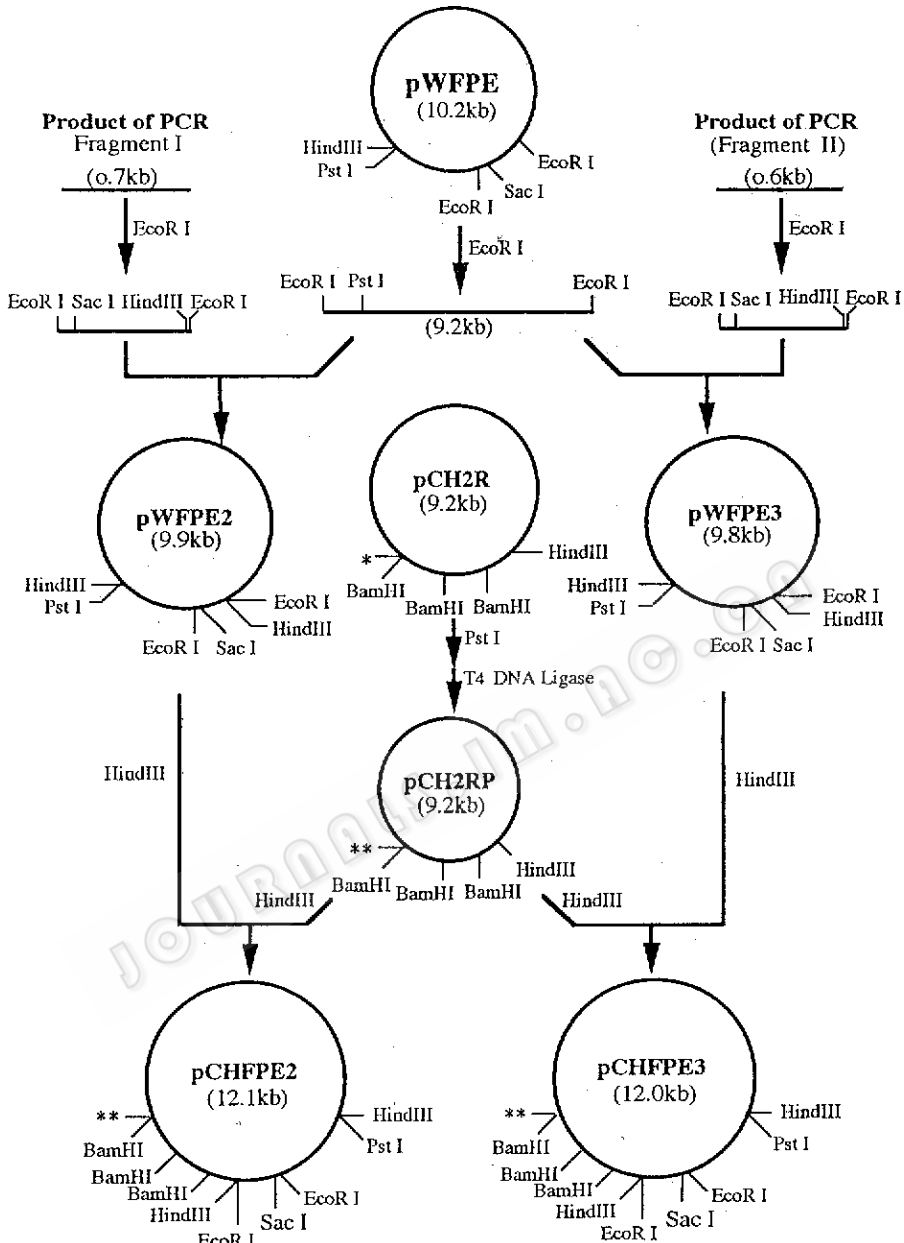 pWFPE
(10.2kb)
HindIII
Pst I
EcoR I
Sac I
EcoR I
Product of PCR
Fragment I
(o.7kb)
EcoR I
EcoR I
Product of PCR
(Fragment II)
(o.6kb)
EcoR I
EcoR I Sac I HindIII EcoR I
EcoR I Pst I EcoR I
(9.2kb)
EcoR I Sac I HindIII EcoR I
pWFPE2
(9.9kb)
HindIII
Pst I
EcoR I
HindIII
EcoR I Sac I
pCH2R
(9.2kb)
*
BamHI
HindIII
BamHI BamHI
Pst I
T4 DNA Ligase
pWFPE3
(9.8kb)
HindIII
Pst I
EcoR I
HindIII
EcoR I Sac I
HindIII
pCH2RP
(9.2kb)
**
BamHI
HindIII
BamHI BamHI
HindIII
HindIII
HindIII
pCHFPE2
(12.1kb)
**
BamHI
BamHI
BamHI
HindIII
EcoR I
Sac I
EcoR I
HindIII
Pst I
pCHFPE3
(12.0kb)
**
BamHI
BamHI
BamHI
HindIII
EcoR I
Sac I
EcoR I
HindIII
Pst I
JOURNALS.im.ac.cn